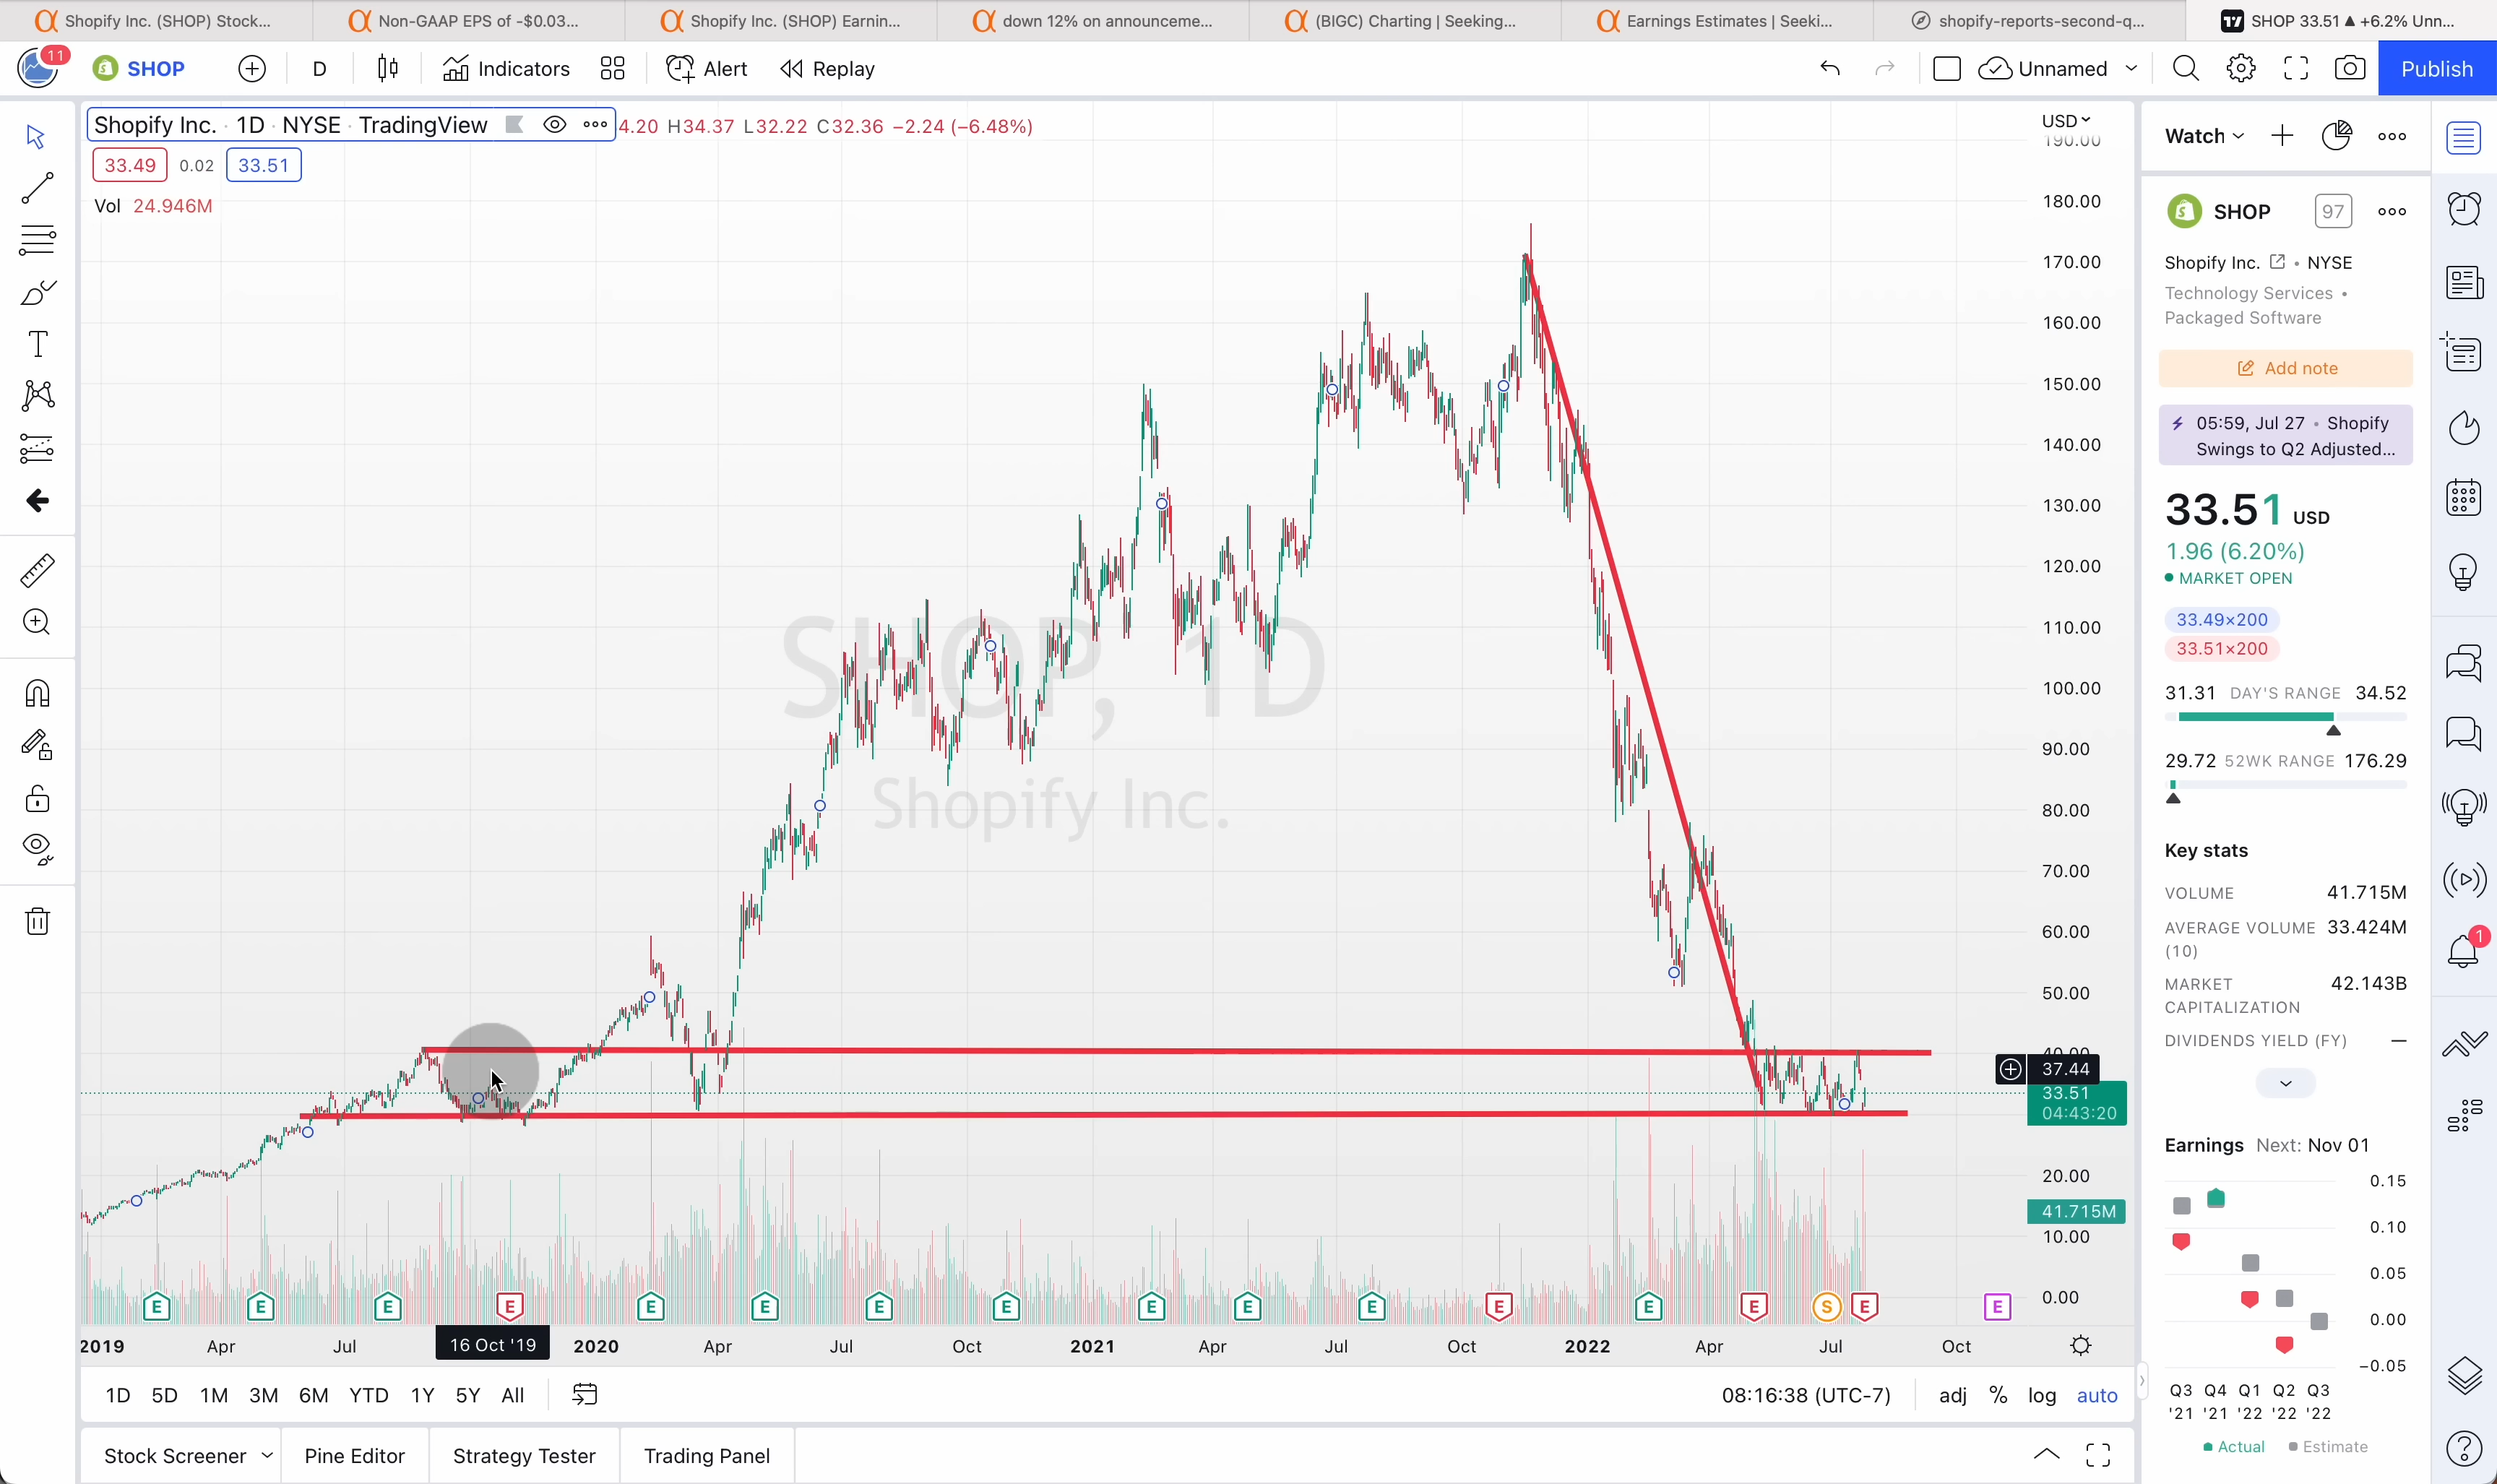 Shopify Inc. (SHOP) Stock...
Non-GAAP EPS of -$0.03...
Shopify Inc. (SHOP) Earnin...
down 12% on announceme...
(BIGC) Charting | Seeking...
Earnings Estimates | Seeki...
shopify-reports-second-q...
SHOP 33.51 ▲ +6.2% Unn...
11
SHOP
D
Indicators
Alert
Replay
Unnamed
Publish
Shopify Inc. · 1D · NYSE · TradingView
4.20 H34.37 L32.22 C32.36 −2.24 (−6.48%)
33.49 0.02 33.51
Vol 24.946M
SHOP, 1D
Shopify Inc.
USD
190.00
180.00
170.00
160.00
150.00
140.00
130.00
120.00
110.00
100.00
90.00
80.00
70.00
60.00
50.00
40.00
37.44
33.51
04:43:20
20.00
41.715M
10.00
0.00
E E E E E E E E E E E E E E S E E
2019 Apr Jul 16 Oct '19 2020 Apr Jul Oct 2021 Apr Jul Oct 2022 Apr Jul Oct
1D 5D 1M 3M 6M YTD 1Y 5Y All
08:16:38 (UTC-7) adj % log auto
Stock Screener Pine Editor Strategy Tester Trading Panel
Watch
SHOP 97
Shopify Inc. • NYSE
Technology Services •
Packaged Software
Add note
05:59, Jul 27 • Shopify
Swings to Q2 Adjusted...
33.51 USD
1.96 (6.20%)
MARKET OPEN
33.49×200
33.51×200
31.31 DAY'S RANGE 34.52
29.72 52WK RANGE 176.29
Key stats
VOLUME 41.715M
AVERAGE VOLUME 33.424M
(10)
MARKET 42.143B
CAPITALIZATION
DIVIDENDS YIELD (FY) —
Earnings Next: Nov 01
0.15
0.10
0.05
0.00
−0.05
Q3 Q4 Q1 Q2 Q3
'21 '21 '22 '22 '22
Actual Estimate
1